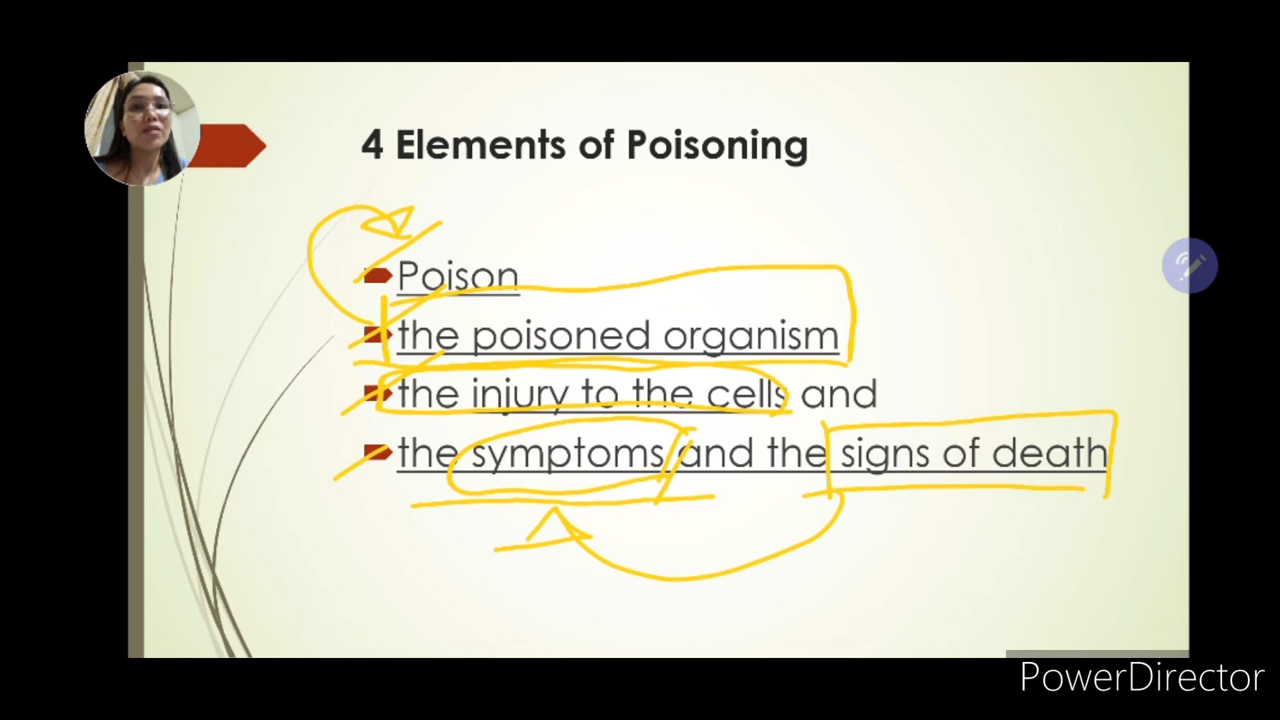 4 Elements of Poisoning
Poison
the poisoned organism
the injury to the cells and
the symptoms and the signs of death
PowerDirector